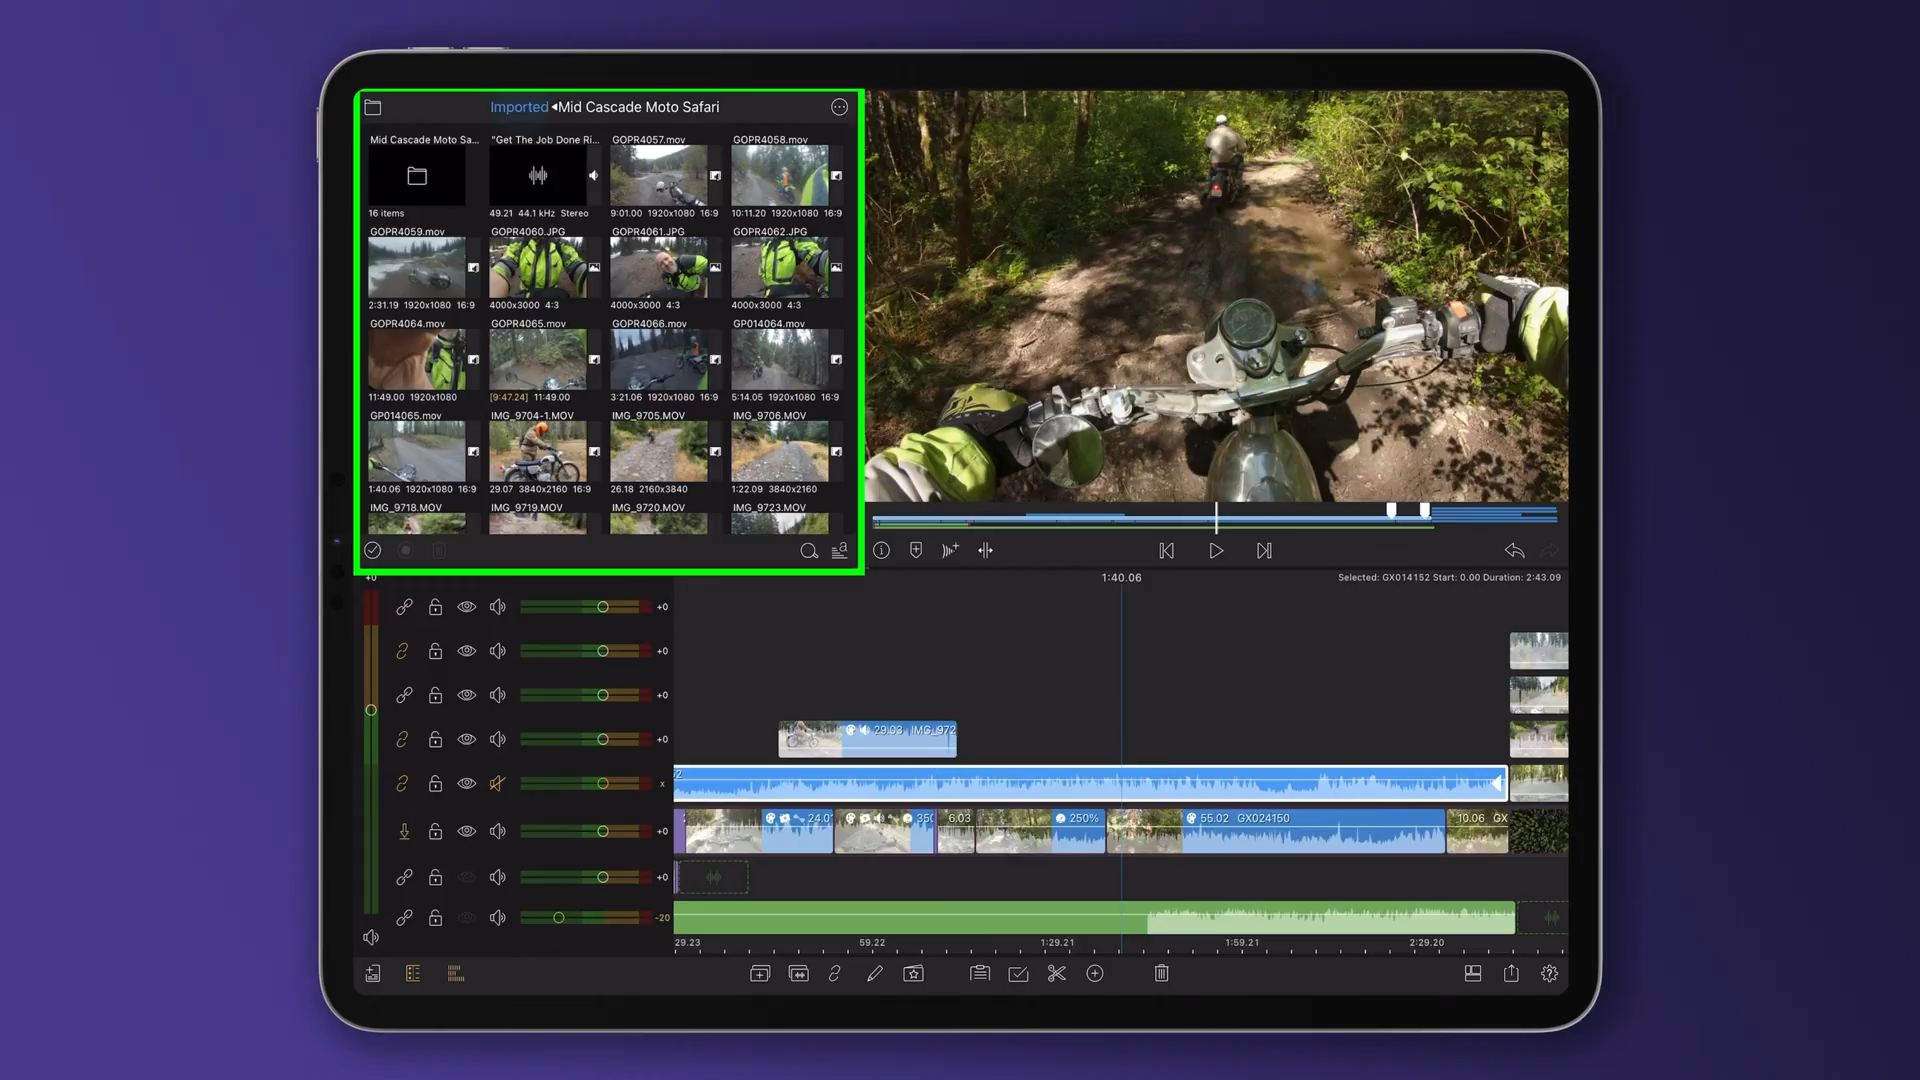 Imported ◂Mid Cascade Moto Safari
Mid Cascade Moto Sa... "Get The Job Done Ri... GOPR4057.mov GOPR4058.mov
16 items 49.21 44.1 kHz Stereo 9:01.00 1920x1080 16:9 10:11.20 1920x1080 16:9
GOPR4059.mov GOPR4060.JPG GOPR4061.JPG GOPR4062.JPG
2:31.19 1920x1080 16:9 4000x3000 4:3 4000x3000 4:3 4000x3000 4:3
GOPR4064.mov GOPR4065.mov GOPR4066.mov GP014064.mov
11:49.00 1920x1080 [9:47.24] 11:49.00 3:21.06 1920x1080 16:9 5:14.05 1920x1080 16:9
GP014065.mov IMG_9704-1.MOV IMG_9705.MOV IMG_9706.MOV
1:40.06 1920x1080 16:9 29.07 3840x2160 16:9 26.18 2160x3840 1:22.09 3840x2160
IMG_9718.MOV IMG_9719.MOV IMG_9720.MOV IMG_9723.MOV
+0 1:40.06 Selected: GX014152 Start: 0.00 Duration: 2:43.09
+0
+0
+0
+0 29.03 IMG_972
x
+0 24.0 350 6.03 250% 55.02 GX024150 10.06 GX
+0
-20
29.23 59.22 1:29.21 1:59.21 2:29.20